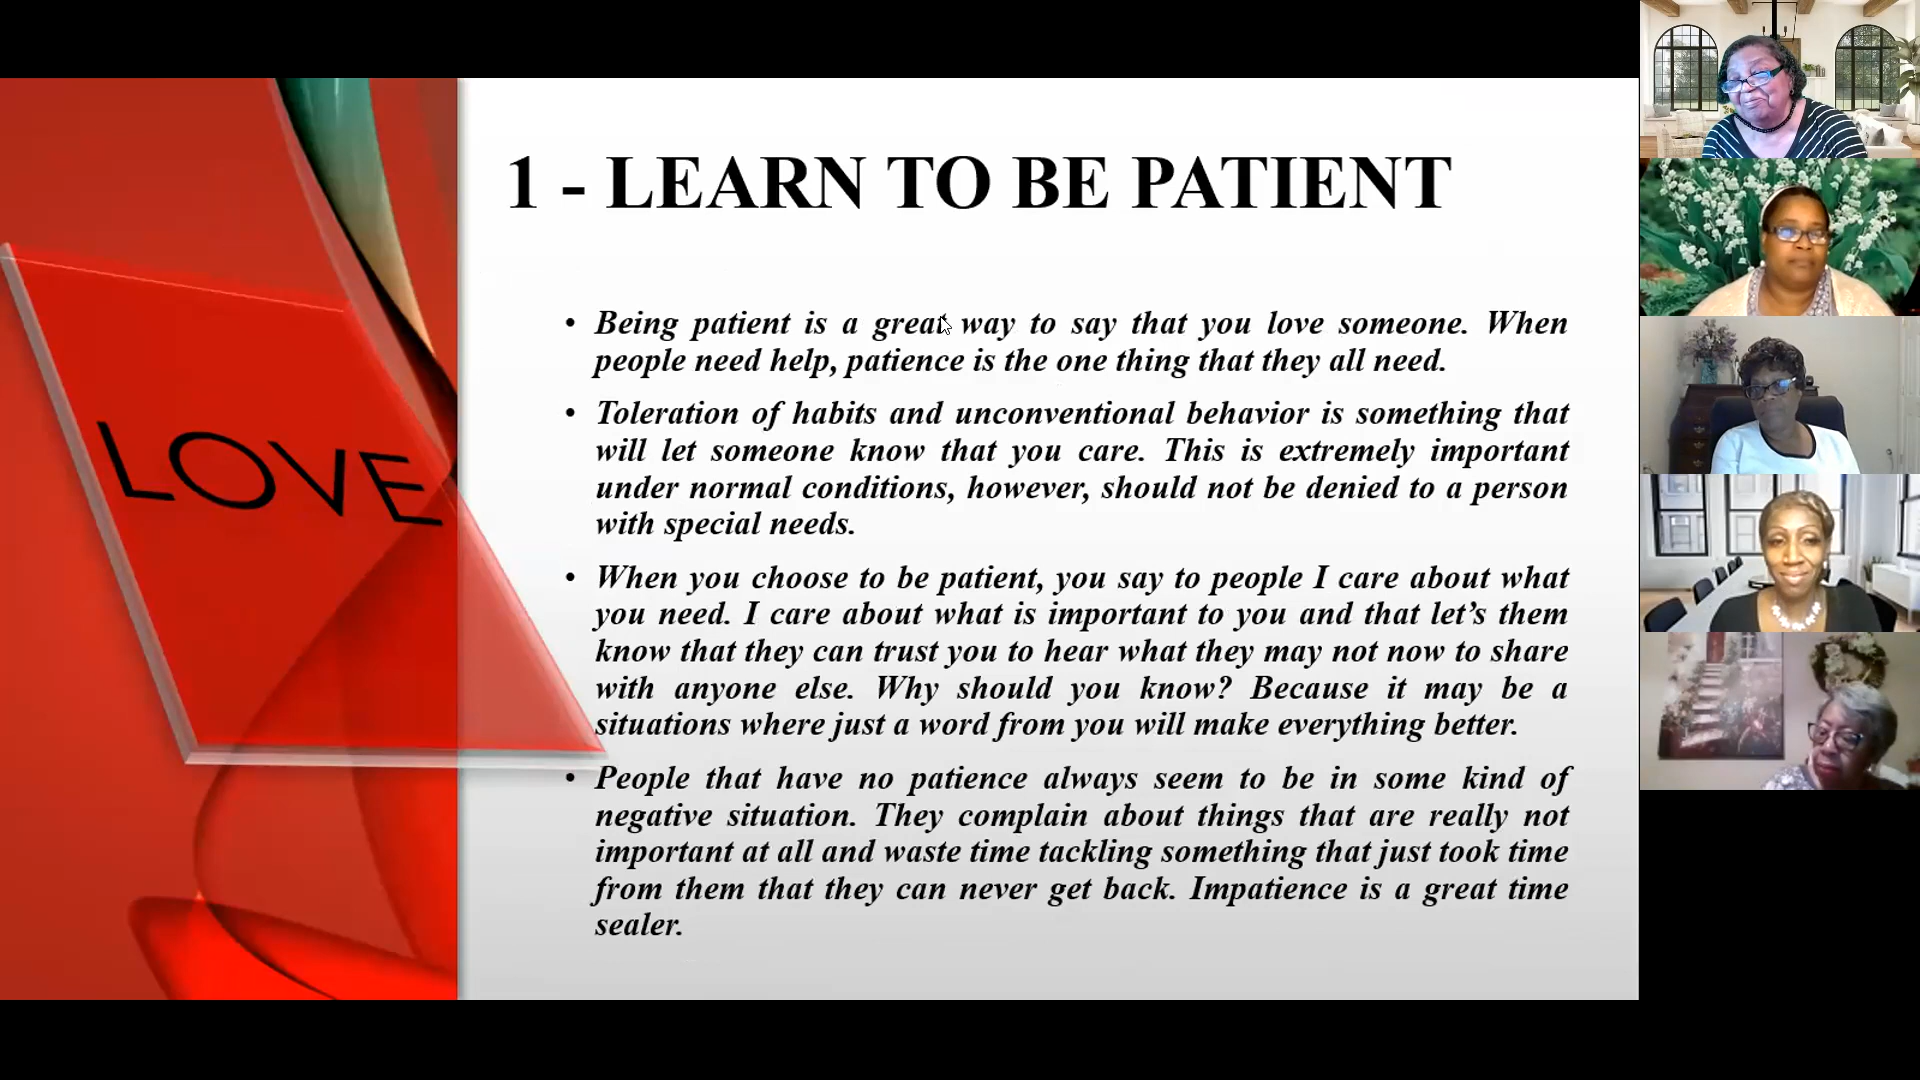 1 - LEARN TO BE PATIENT
LOVE
• Being patient is a great way to say that you love someone. When
people need help, patience is the one thing that they all need.
• Toleration of habits and unconventional behavior is something that
will let someone know that you care. This is extremely important
under normal conditions, however, should not be denied to a person
with special needs.
• When you choose to be patient, you say to people I care about what
you need. I care about what is important to you and that let’s them
know that they can trust you to hear what they may not now to share
with anyone else. Why should you know? Because it may be a
situations where just a word from you will make everything better.
• People that have no patience always seem to be in some kind of
negative situation. They complain about things that are really not
important at all and waste time tackling something that just took time
from them that they can never get back. Impatience is a great time
sealer.